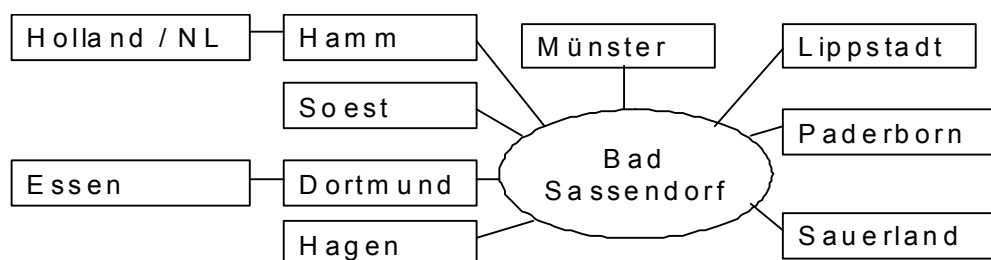 Holland / NL
Hamm
Münster
Lippstadt
Soest
Paderborn
Bad
Sassendorf
Essen
Dortmund
Hagen
Sauerland